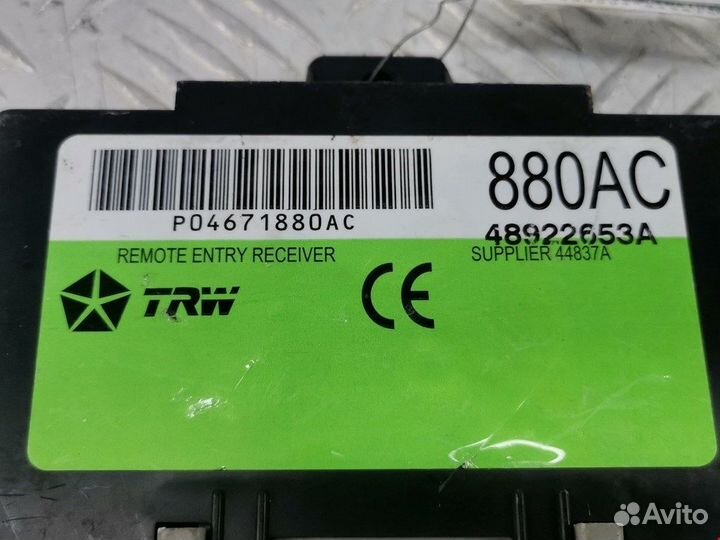 880AC
P04671880AC
48922653A
REMOTE ENTRY RECEIVER
SUPPLIER 44837A
TRW
CE
Avito